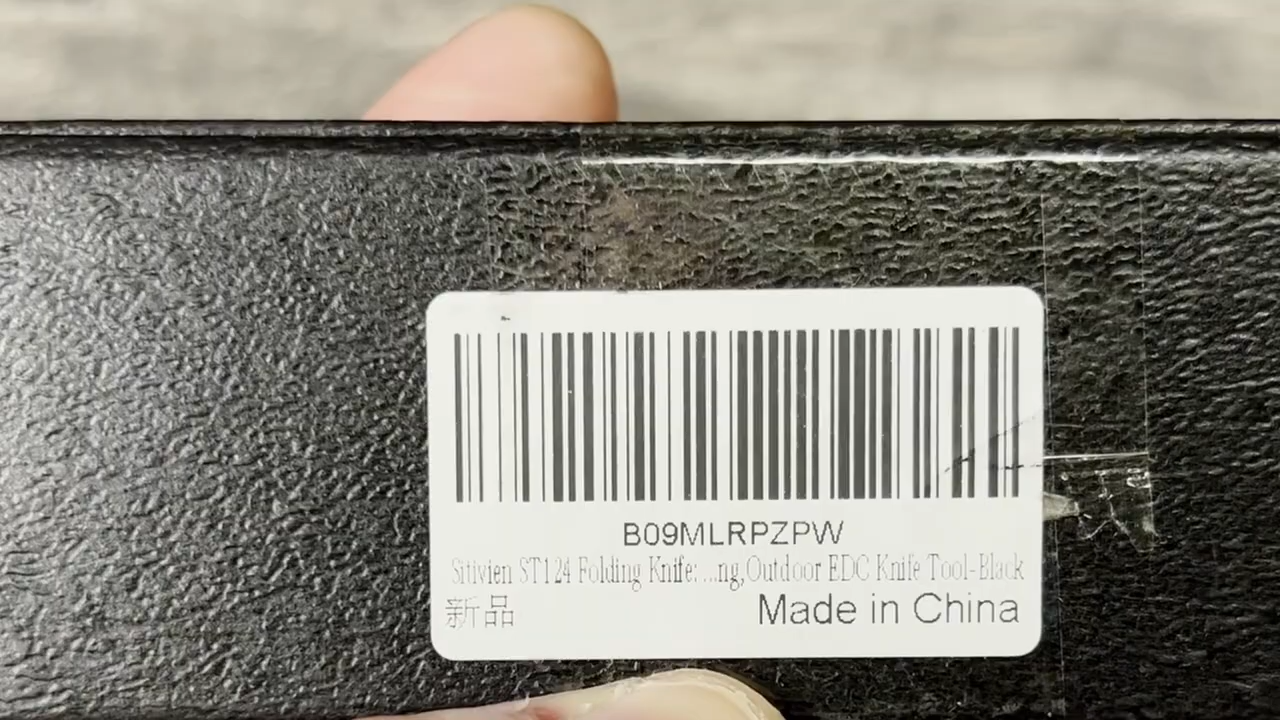 B09MLRPZPW
Sitivien ST124 Folding Knife: ...ng,Outdoor EDC Knife Tool-Black
新品
Made in China